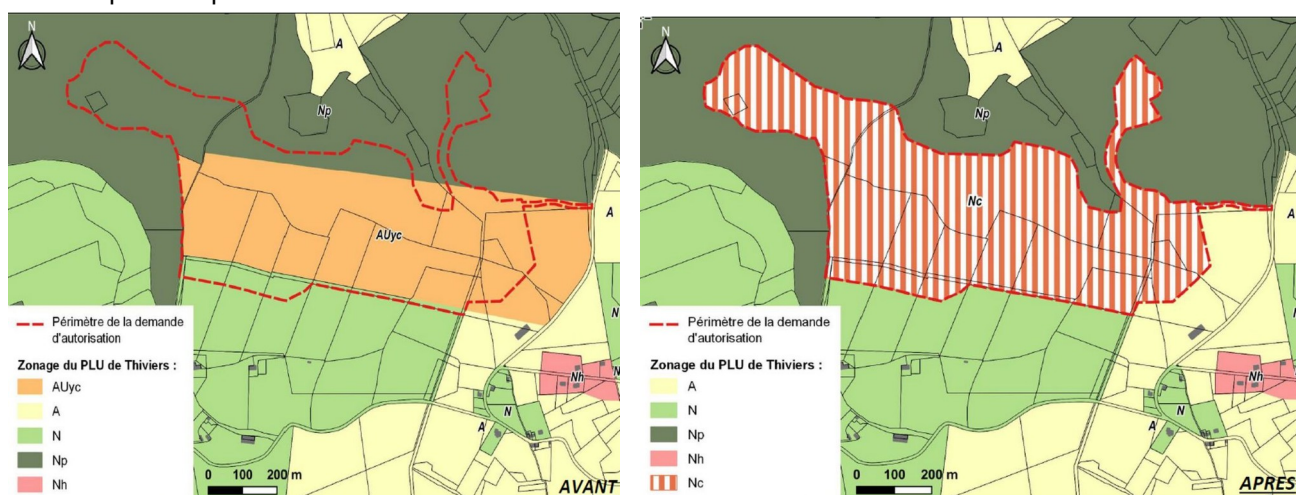 N
A
Np
AUyc
A
N
Nh
N
A
Périmètre de la demande
d'autorisation
Zonage du PLU de Thiviers :
AUyc
A
N
Np
Nh
0 100 200 m
AVANT
N
A
Np
Nc
A
N
Nh
N
A
Périmètre de la demande
d'autorisation
Zonage du PLU de Thiviers :
A
N
Np
Nh
Nc
0 100 200 m
APRES